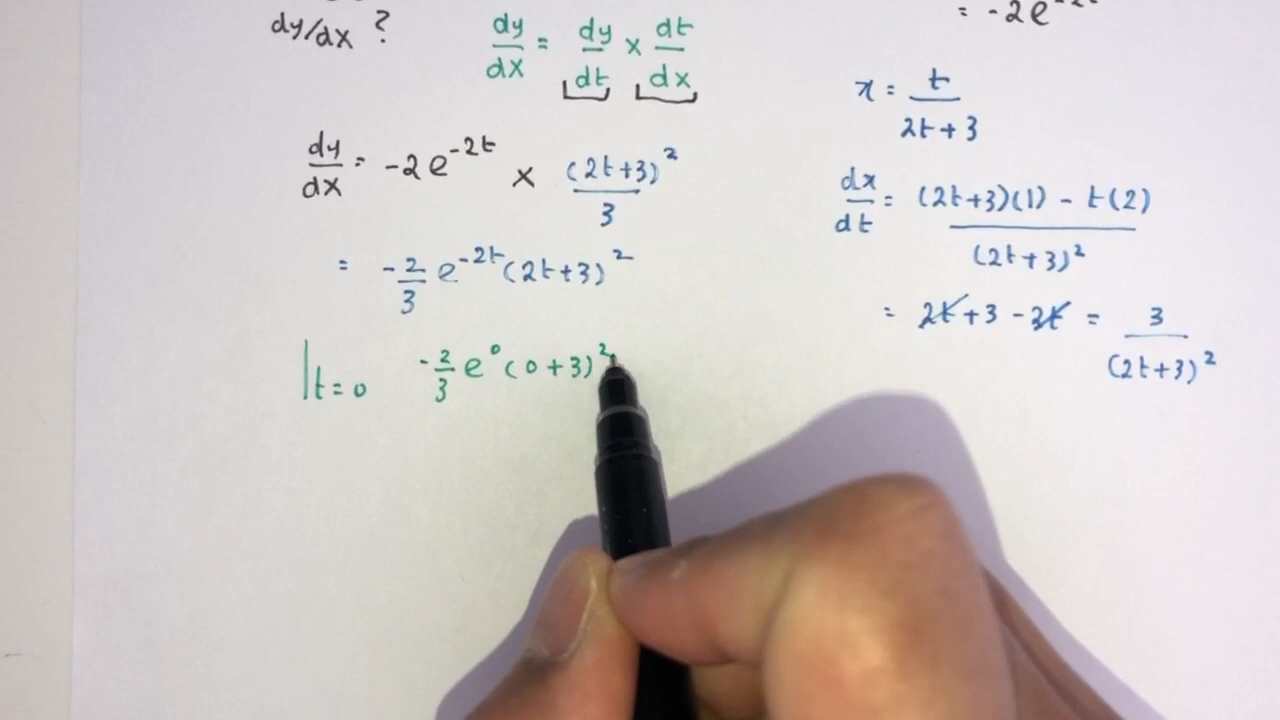 dy/dx ?
dy/dx = dy/dt × dt/dx
dy/dx = -2e^{-2t} × (2t+3)²/3
= -2/3 e^{-2t}(2t+3)²
|t=0 -2/3 e⁰(0+3)²
= -2e
x = t/2t+3
dx/dt = (2t+3)(1) - t(2)/(2t+3)²
= 2t+3-2t = 3/(2t+3)²